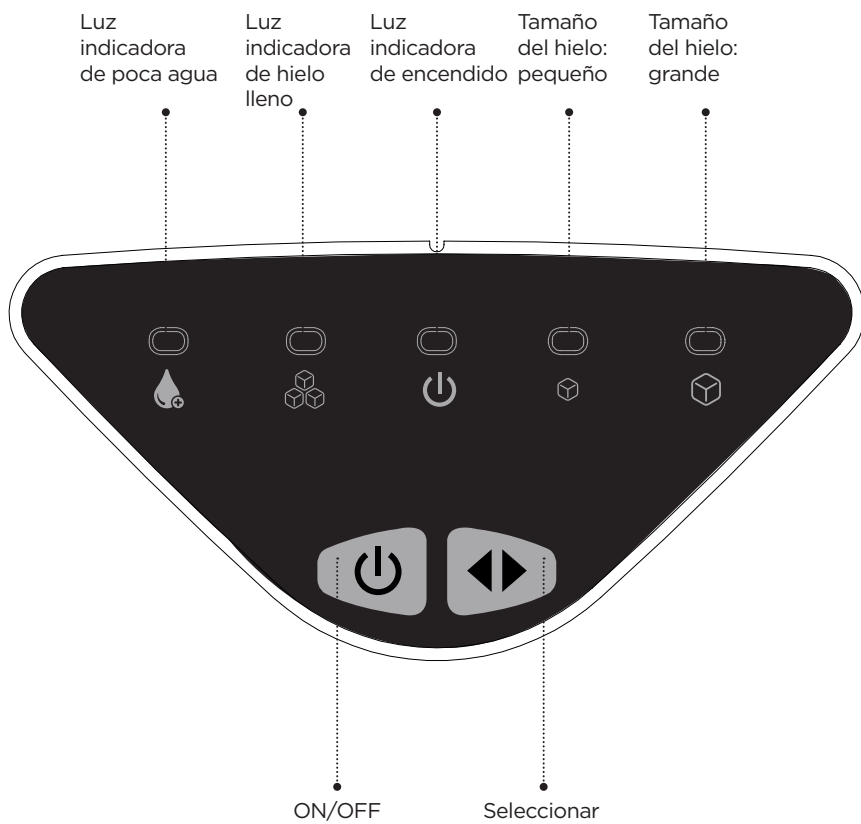 Luz
indicadora
de poca agua
Luz
indicadora
de hielo
lleno
Luz
indicadora
de encendido
Tamaño
del hielo:
pequeño
Tamaño
del hielo:
grande
ON/OFF
Seleccionar